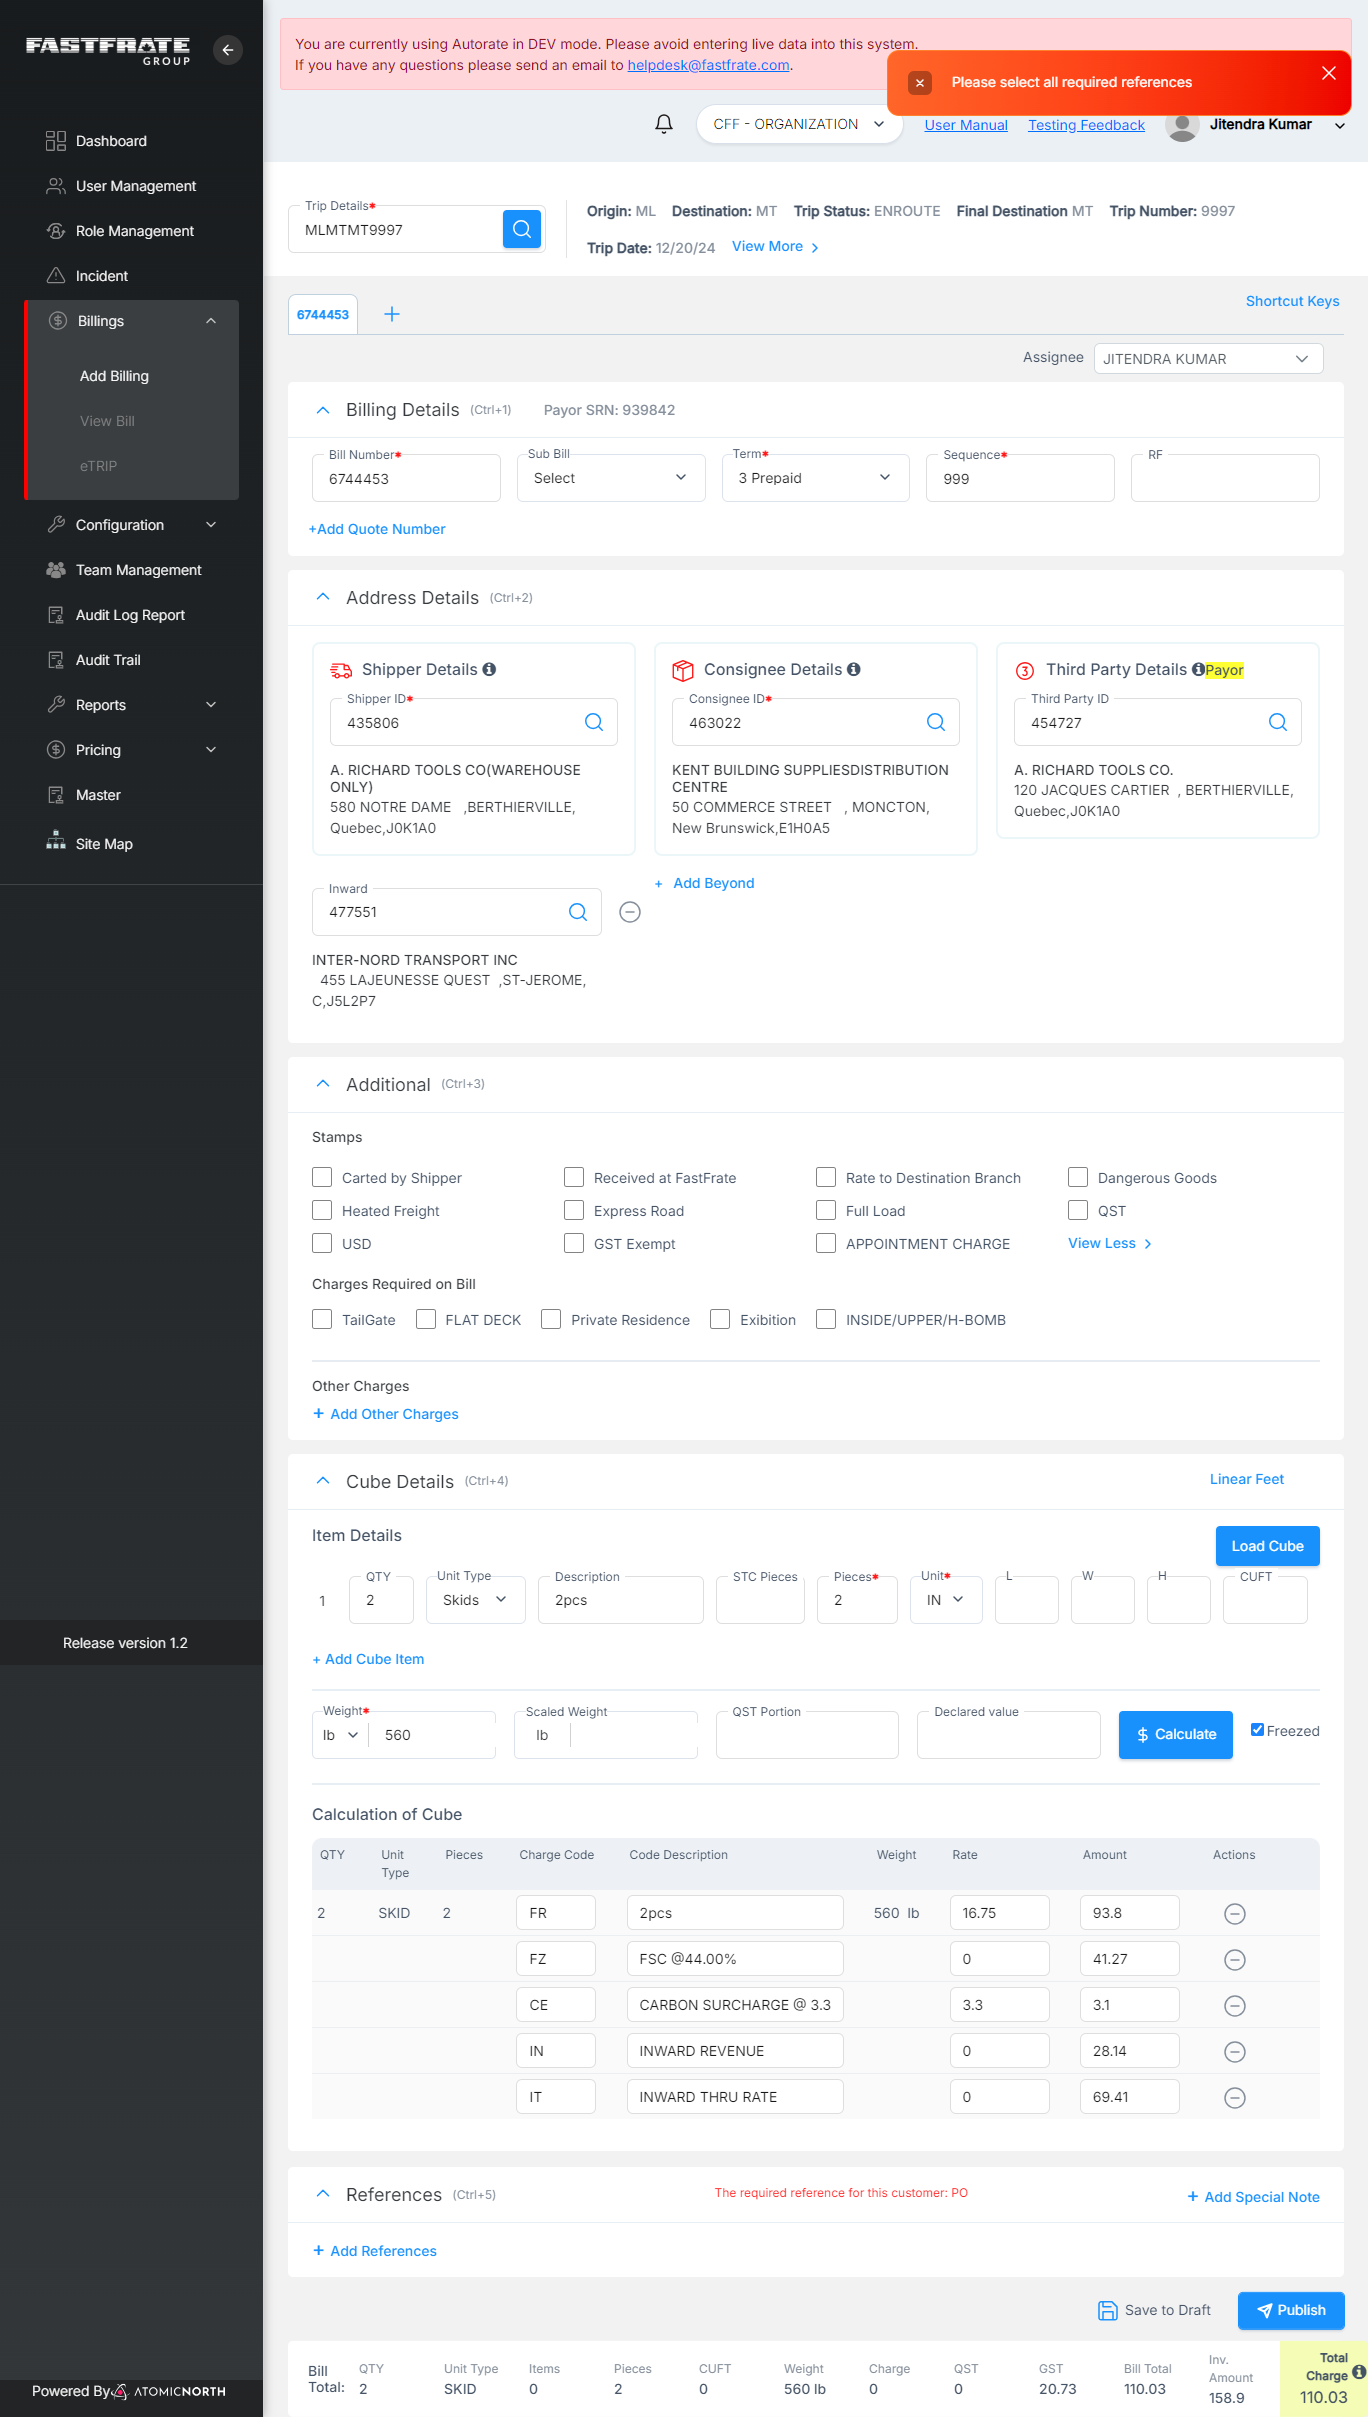 FASTFRATE
GROUP
Dashboard
User Management
Role Management
Incident
Billings
Add Billing
View Bill
eTRIP
Configuration
Team Management
Audit Log Report
Audit Trail
Reports
Pricing
Master
Site Map
Release version 1.2
Powered By ATOMICNORTH
You are currently using Autorate in DEV mode. Please avoid entering live data into this system.
If you have any questions please send an email to helpdesk@fastfrate.com.
Please select all required references
CFF - ORGANIZATION
User Manual
Testing Feedback
Jitendra Kumar
Trip Details*
MLMTMT9997
Origin: ML Destination: MT Trip Status: ENROUTE Final Destination MT Trip Number: 9997
Trip Date: 12/20/24 View More
6744453
Shortcut Keys
Assignee JITENDRA KUMAR
Billing Details (Ctrl+1) Payor SRN: 939842
Bill Number* Sub Bill Term* Sequence* RF
6744453 Select 3 Prepaid 999
+Add Quote Number
Address Details (Ctrl+2)
Shipper Details
Shipper ID*
435806
A. RICHARD TOOLS CO(WAREHOUSE
ONLY)
580 NOTRE DAME ,BERTHIERVILLE,
Quebec,J0K1A0
Consignee Details
Consignee ID*
463022
KENT BUILDING SUPPLIESDISTRIBUTION
CENTRE
50 COMMERCE STREET , MONCTON,
New Brunswick,E1H0A5
3 Third Party Details Payor
Third Party ID
454727
A. RICHARD TOOLS CO.
120 JACQUES CARTIER , BERTHIERVILLE,
Quebec,J0K1A0
Inward
477551
INTER-NORD TRANSPORT INC
455 LAJEUNESSE QUEST ,ST-JEROME,
C,J5L2P7
+ Add Beyond
Additional (Ctrl+3)
Stamps
Carted by Shipper Received at FastFrate Rate to Destination Branch Dangerous Goods
Heated Freight Express Road Full Load QST
USD GST Exempt APPOINTMENT CHARGE View Less
Charges Required on Bill
TailGate FLAT DECK Private Residence Exibition INSIDE/UPPER/H-BOMB
Other Charges
+ Add Other Charges
Cube Details (Ctrl+4) Linear Feet
Item Details
Load Cube
QTY Unit Type Description STC Pieces Pieces* Unit* L W H CUFT
1 2 Skids 2pcs 2 IN
+ Add Cube Item
Weight* Scaled Weight QST Portion Declared value
lb 560 lb $ Calculate Freezed
Calculation of Cube
QTY Unit Type Pieces Charge Code Code Description Weight Rate Amount Actions
2 SKID 2 FR 2pcs 560 lb 16.75 93.8
FZ FSC @44.00% 0 41.27
CE CARBON SURCHARGE @ 3.3 3.3 3.1
IN INWARD REVENUE 0 28.14
IT INWARD THRU RATE 0 69.41
References (Ctrl+5) The required reference for this customer: PO + Add Special Note
+ Add References
Save to Draft Publish
Bill Total: QTY Unit Type Items Pieces CUFT Weight Charge QST GST Bill Total Inv. Amount Total Charge
2 SKID 0 2 0 560 lb 0 0 20.73 110.03 158.9 110.03